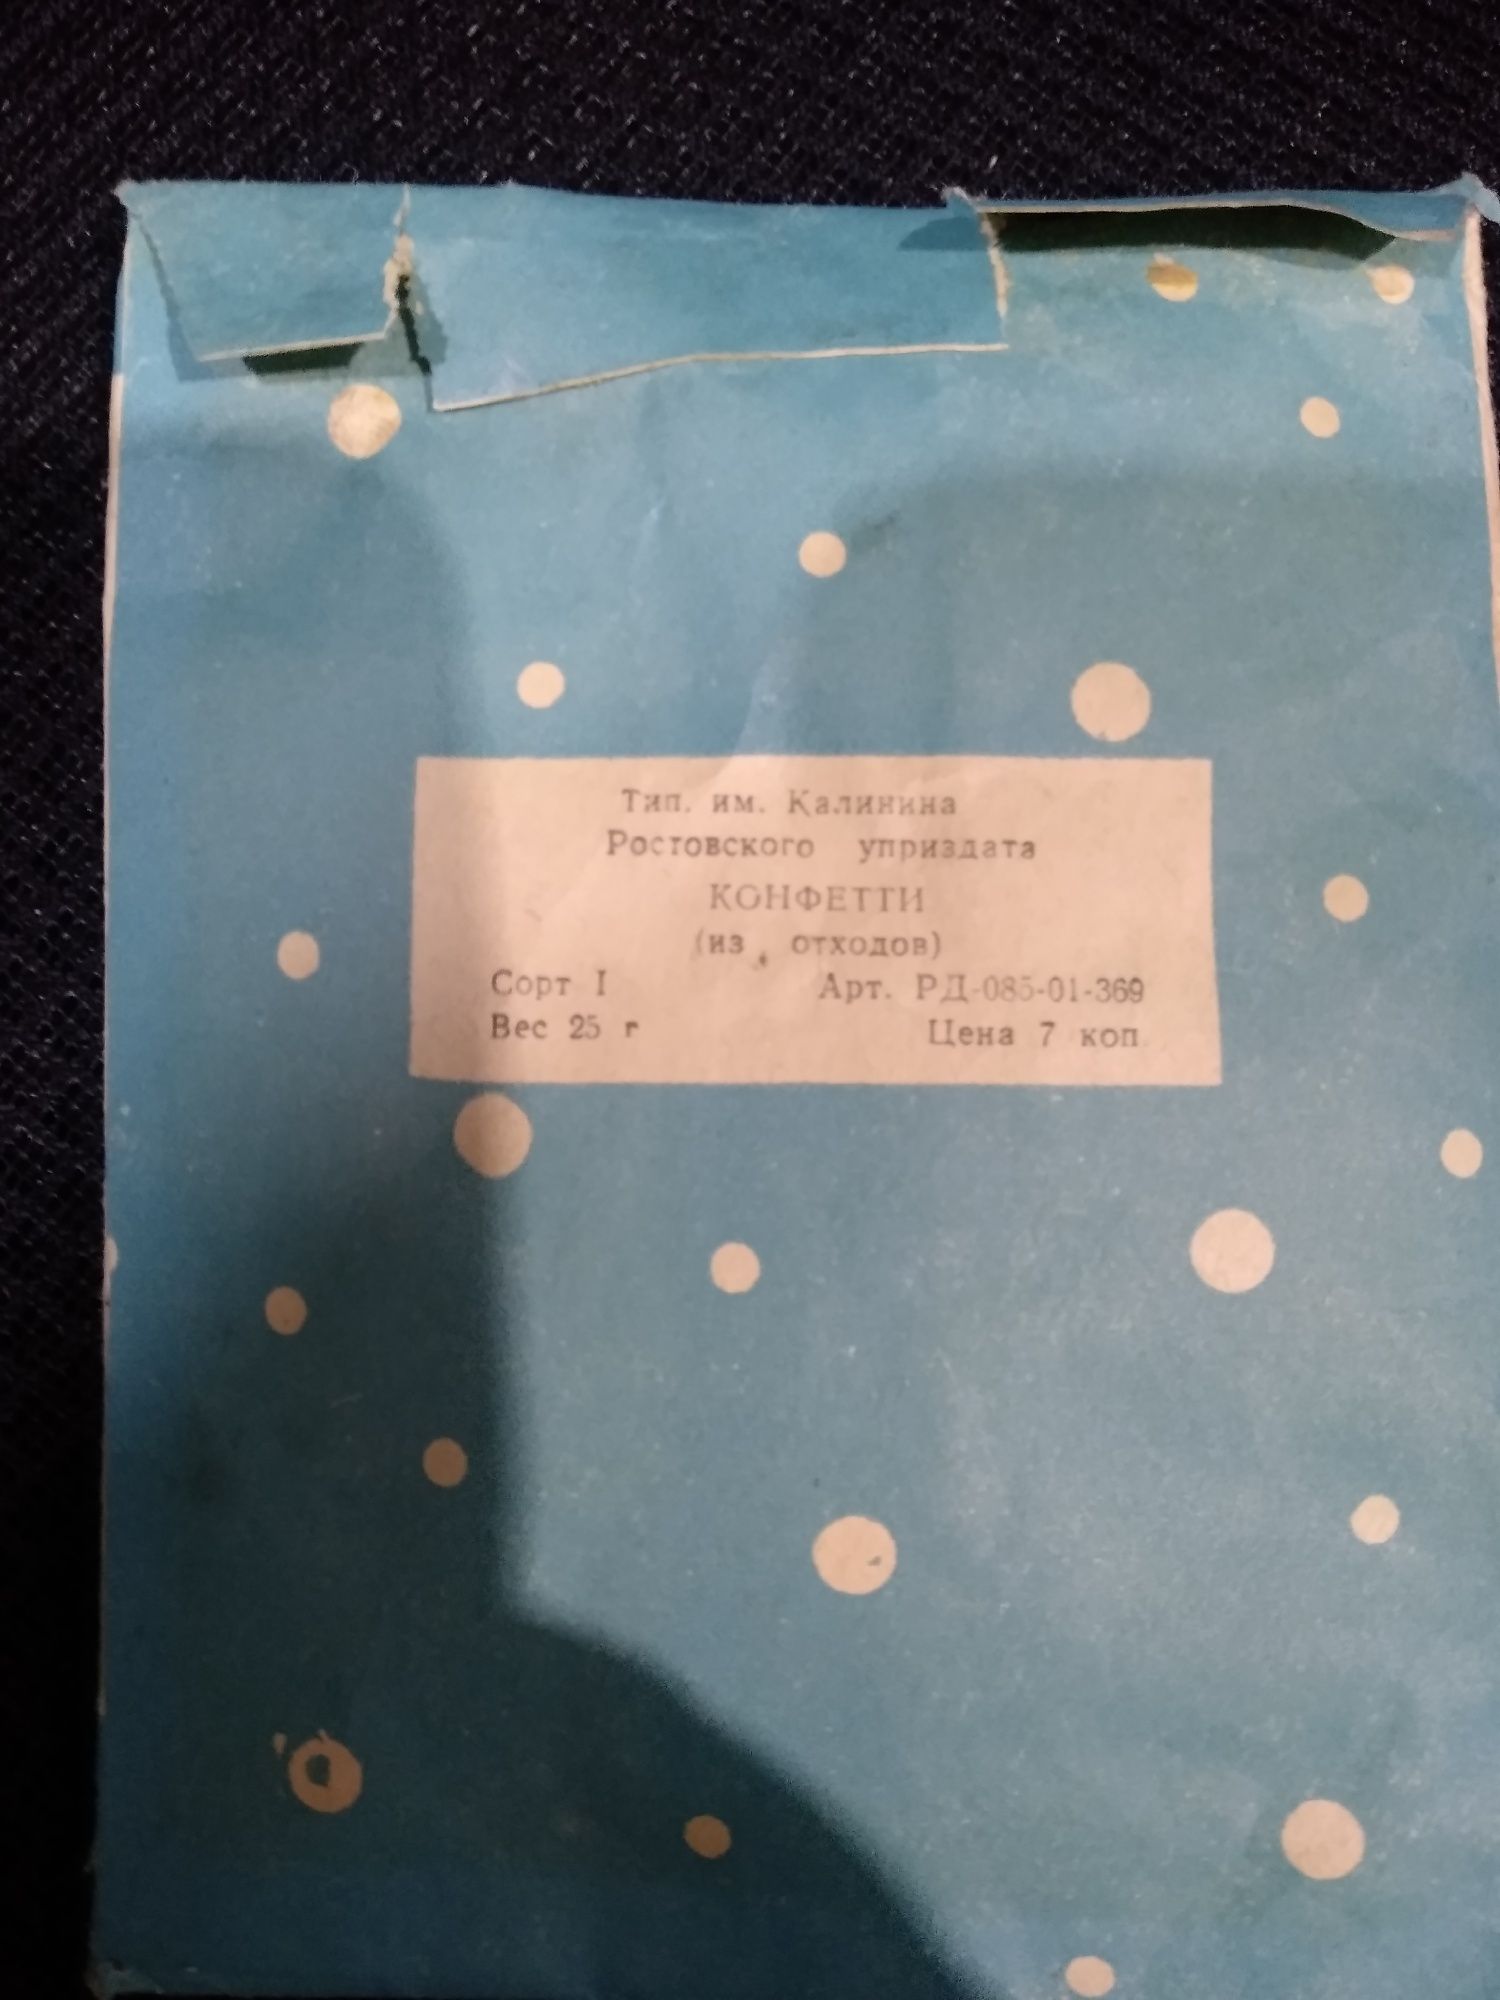 Тип. им. Калинина
Ростовского уприздата
КОНФЕТТИ
(из отходов)
Сорт I Арт. РД-085-01-369
Вес 25 г Цена 7 коп.